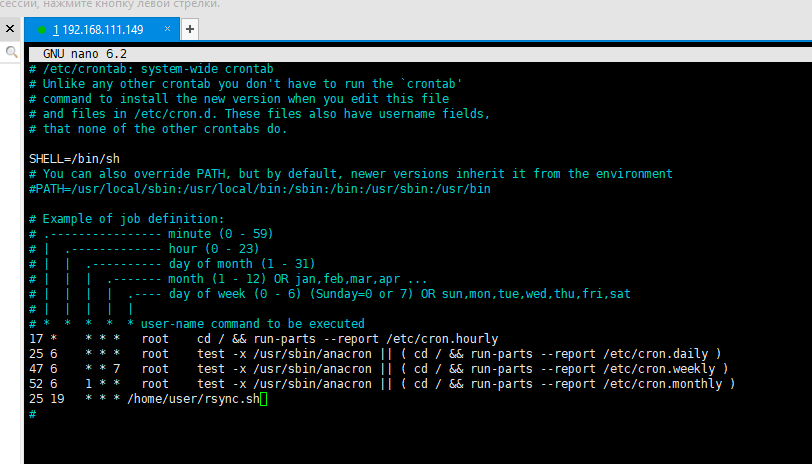 сессии, нажмите кнопку левой стрелки.
1 192.168.111.149
GNU nano 6.2
# /etc/crontab: system-wide crontab
# Unlike any other crontab you don't have to run the `crontab'
# command to install the new version when you edit this file
# and files in /etc/cron.d. These files also have username fields,
# that none of the other crontabs do.
SHELL=/bin/sh
# You can also override PATH, but by default, newer versions inherit it from the environment
#PATH=/usr/local/sbin:/usr/local/bin:/sbin:/bin:/usr/sbin:/usr/bin
# Example of job definition:
# .---------------- minute (0 - 59)
# |  .------------- hour (0 - 23)
# |  |  .---------- day of month (1 - 31)
# |  |  |  .------- month (1 - 12) OR jan,feb,mar,apr ...
# |  |  |  |  .---- day of week (0 - 6) (Sunday=0 or 7) OR sun,mon,tue,wed,thu,fri,sat
# |  |  |  |  |
# *  *  *  *  * user-name command to be executed
17 *    * * *   root    cd / && run-parts --report /etc/cron.hourly
25 6    * * *   root    test -x /usr/sbin/anacron || ( cd / && run-parts --report /etc/cron.daily )
47 6    * * 7   root    test -x /usr/sbin/anacron || ( cd / && run-parts --report /etc/cron.weekly )
52 6    1 * *   root    test -x /usr/sbin/anacron || ( cd / && run-parts --report /etc/cron.monthly )
25 19   * * * /home/user/rsync.sh
#